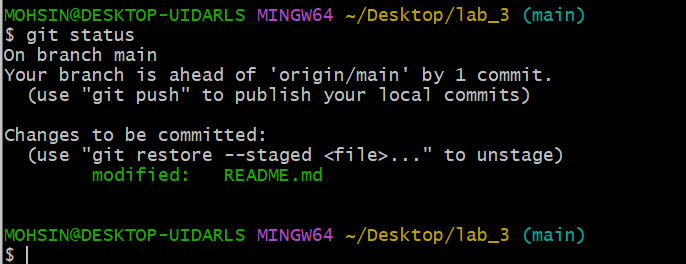 MOHSIN@DESKTOP-UIDARLS MINGW64 ~/Desktop/lab_3 (main)
$ git status
On branch main
Your branch is ahead of 'origin/main' by 1 commit.
  (use "git push" to publish your local commits)

Changes to be committed:
  (use "git restore --staged <file>..." to unstage)
        modified:   README.md

MOHSIN@DESKTOP-UIDARLS MINGW64 ~/Desktop/lab_3 (main)
$